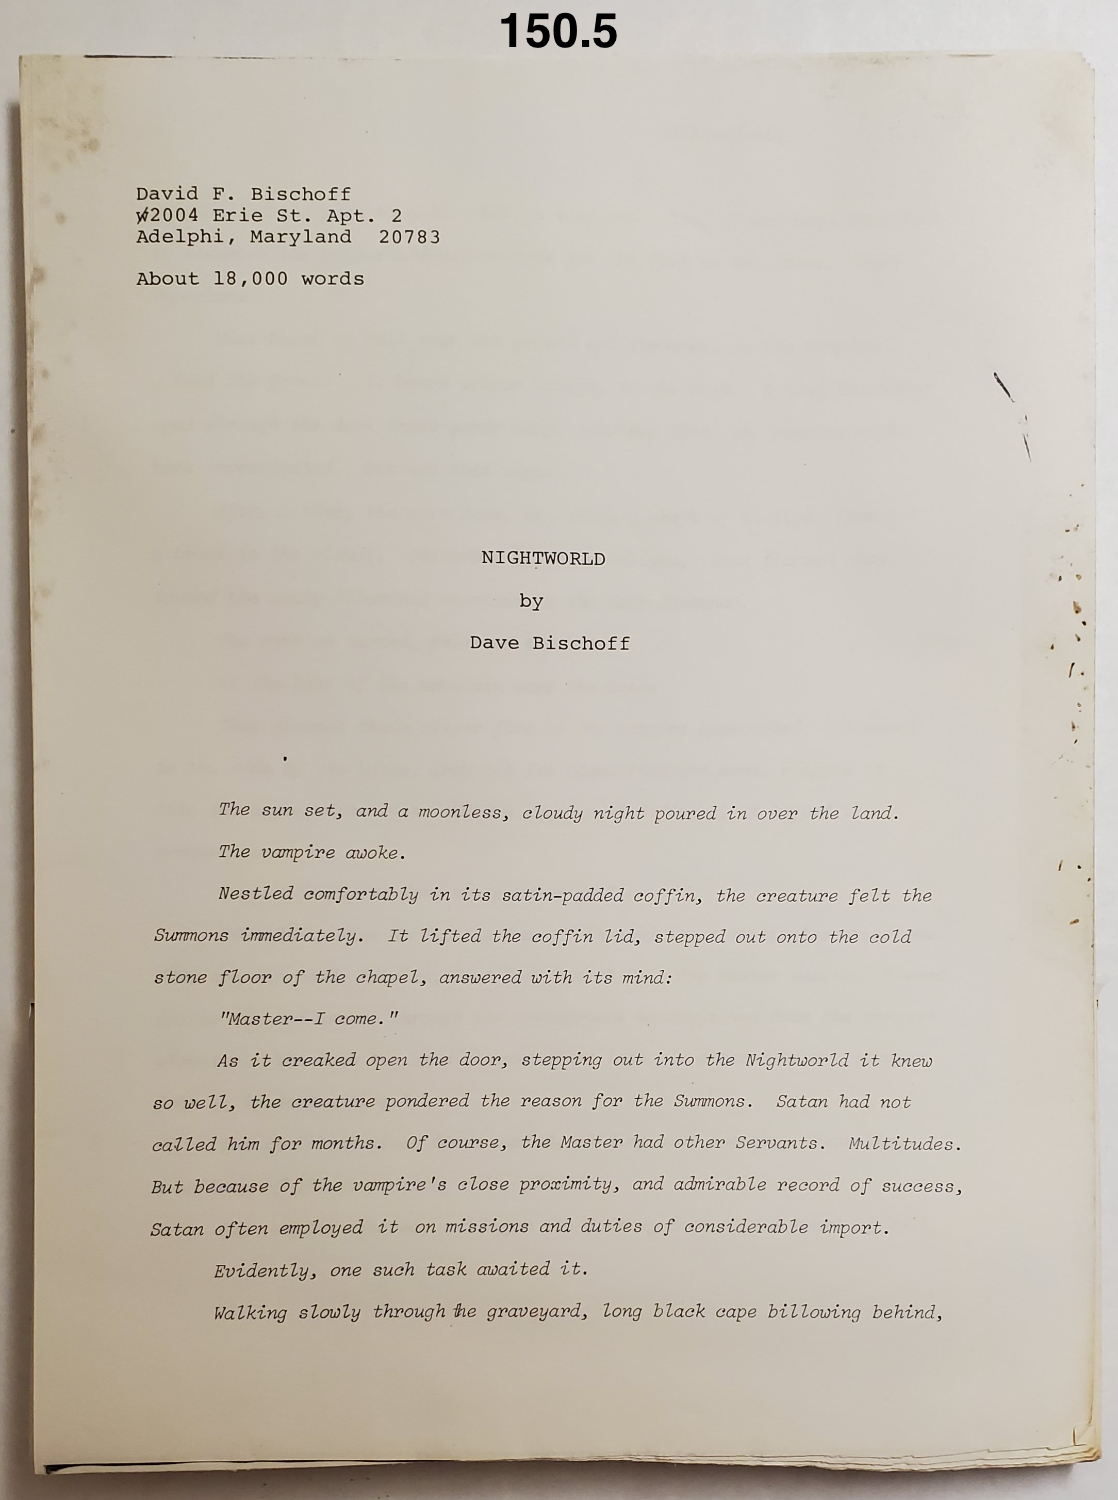 150.5
David F. Bischoff
2004 Erie St. Apt. 2
Adelphi, Maryland  20783
About 18,000 words
NIGHTWORLD
by
Dave Bischoff
The sun set, and a moonless, cloudy night poured in over the land.
The vampire awoke.
Nestled comfortably in its satin-padded coffin, the creature felt the
Summons immediately.  It lifted the coffin lid, stepped out onto the cold
stone floor of the chapel, answered with its mind:
"Master--I come."
As it creaked open the door, stepping out into the Nightworld it knew
so well, the creature pondered the reason for the Summons.  Satan had not
called him for months.  Of course, the Master had other Servants.  Multitudes.
But because of the vampire's close proximity, and admirable record of success,
Satan often employed it on missions and duties of considerable import.
Evidently, one such task awaited it.
Walking slowly through the graveyard, long black cape billowing behind,